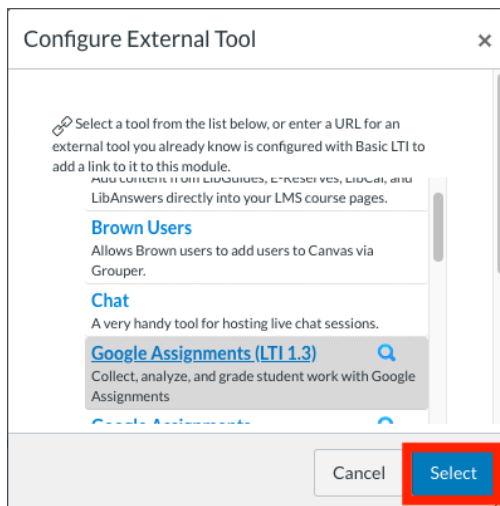 Configure External Tool ×
Select a tool from the list below, or enter a URL for an
external tool you already know is configured with Basic LTI to
add a link to it to this module.
Add content from LibGuides, E-Reserves, LibCal, and
LibAnswers directly into your LMS course pages.
Brown Users
Allows Brown users to add users to Canvas via
Grouper.
Chat
A very handy tool for hosting live chat sessions.
Google Assignments (LTI 1.3)
Collect, analyze, and grade student work with Google
Assignments
Google Assignments
Cancel Select